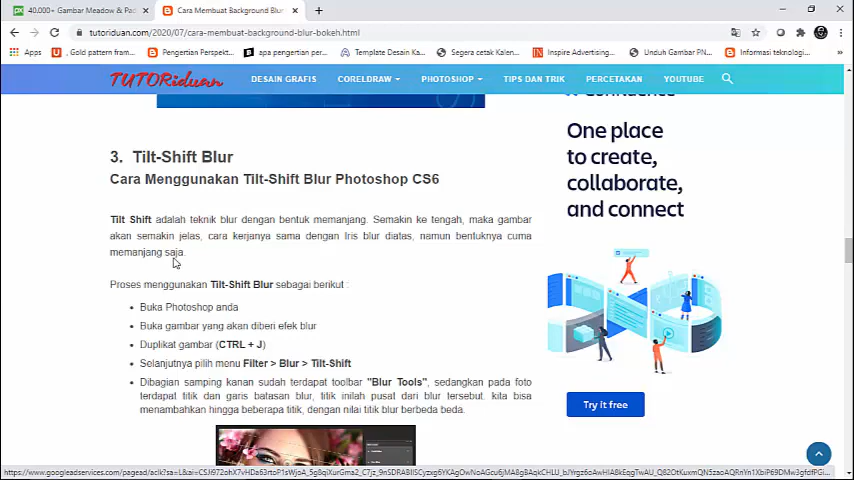 40.000+ Gambar Meadow & Pad
Cara Membuat Background Blur
tutoriduan.com/2020/07/cara-membuat-background-blur-bokeh.html
Apps
, Gold pattern fram...
Pengertian Perspekt...
apa pengertian per...
Template Desain Ka...
Segera cetak Kalen...
Inspire Advertising...
Unduh Gambar PN...
Informasi teknologi...
TUTORiduan
DESAIN GRAFIS
CORELDRAW
PHOTOSHOP
TIPS DAN TRIK
PERCETAKAN
YOUTUBE
Confluence
One place
to create,
collaborate,
and connect
Try it free
3. Tilt-Shift Blur
Cara Menggunakan Tilt-Shift Blur Photoshop CS6
Tilt Shift adalah teknik blur dengan bentuk memanjang. Semakin ke tengah, maka gambar
akan semakin jelas, cara kerjanya sama dengan Iris blur diatas, namun bentuknya cuma
memanjang saja.
Proses menggunakan Tilt-Shift Blur sebagai berikut :
• Buka Photoshop anda
• Buka gambar yang akan diberi efek blur
• Duplikat gambar (CTRL + J)
• Selanjutnya pilih menu Filter > Blur > Tilt-Shift
• Dibagian samping kanan sudah terdapat toolbar "Blur Tools", sedangkan pada foto
terdapat titik dan garis batasan blur, titik inilah pusat dari blur tersebut. kita bisa
menambahkan hingga beberapa titik, dengan nilai titik blur berbeda beda.